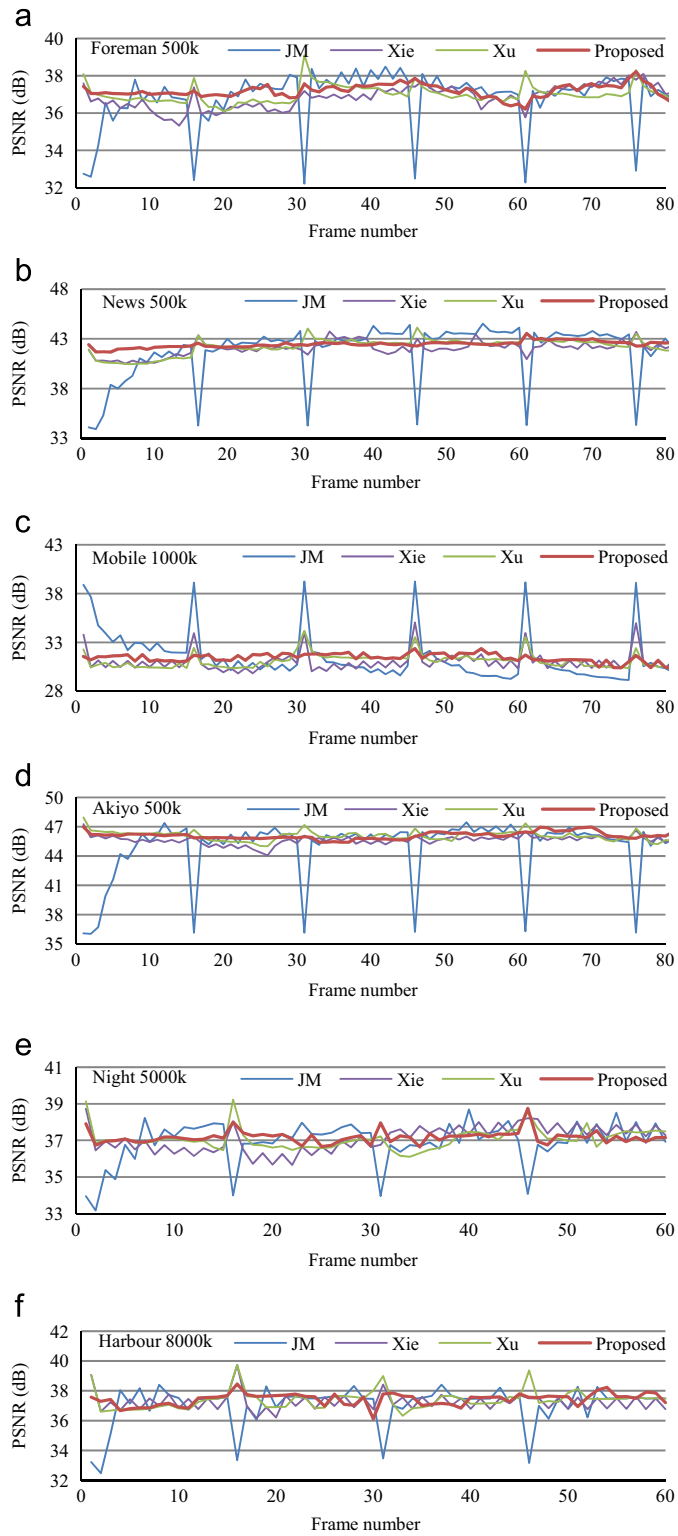 a
Foreman 500k JM Xie Xu Proposed
40
38
36
34
32
PSNR (dB)
0 10 20 30 40 50 60 70 80
Frame number
b
News 500k JM Xie Xu Proposed
48
43
38
33
PSNR (dB)
0 10 20 30 40 50 60 70 80
Frame number
c
Mobile 1000k JM Xie Xu Proposed
43
38
33
28
PSNR (dB)
0 10 20 30 40 50 60 70 80
Frame number
d
Akiyo 500k JM Xie Xu Proposed
50
47
44
41
38
35
PSNR (dB)
0 10 20 30 40 50 60 70 80
Frame number
e
Night 5000k JM Xie Xu Proposed
41
39
37
35
33
PSNR (dB)
0 10 20 30 40 50 60
Frame number
f
Harbour 8000k JM Xie Xu Proposed
42
40
38
36
34
32
PSNR (dB)
0 10 20 30 40 50 60
Frame number